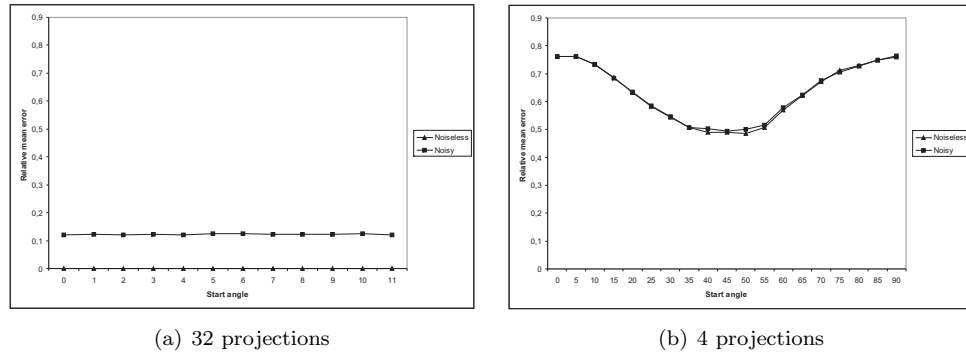 0,9
0,8
0,7
0,6
0,5
0,4
0,3
0,2
0,1
0
Relative mean error
0 1 2 3 4 5 6 7 8 9 10 11
Start angle
Noiseless
Noisy
(a) 32 projections
0,9
0,8
0,7
0,6
0,5
0,4
0,3
0,2
0,1
0
Relative mean error
0 5 10 15 20 25 30 35 40 45 50 55 60 65 70 75 80 85 90
Start angle
Noiseless
Noisy
(b) 4 projections